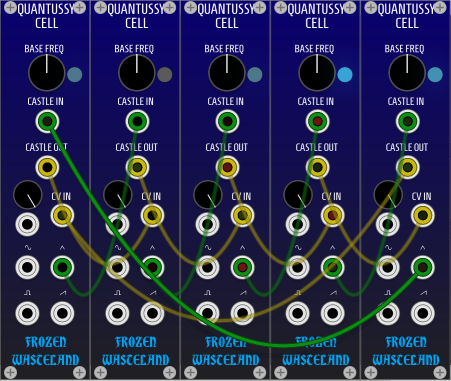 QUANTUSSY QUANTUSSY QUANTUSSY QUANTUSSY QUANTUSSY
CELL CELL CELL CELL CELL
BASE FREQ BASE FREQ BASE FREQ BASE FREQ BASE FREQ
CASTLE IN CASTLE IN CASTLE IN CASTLE IN CASTLE IN
CASTLE OUT CASTLE OUT CASTLE OUT CASTLE OUT CASTLE OUT
CV IN CV IN CV IN CV IN CV IN
FROZEN FROZEN FROZEN FROZEN FROZEN
WASTELAND WASTELAND WASTELAND WASTELAND WASTELAND